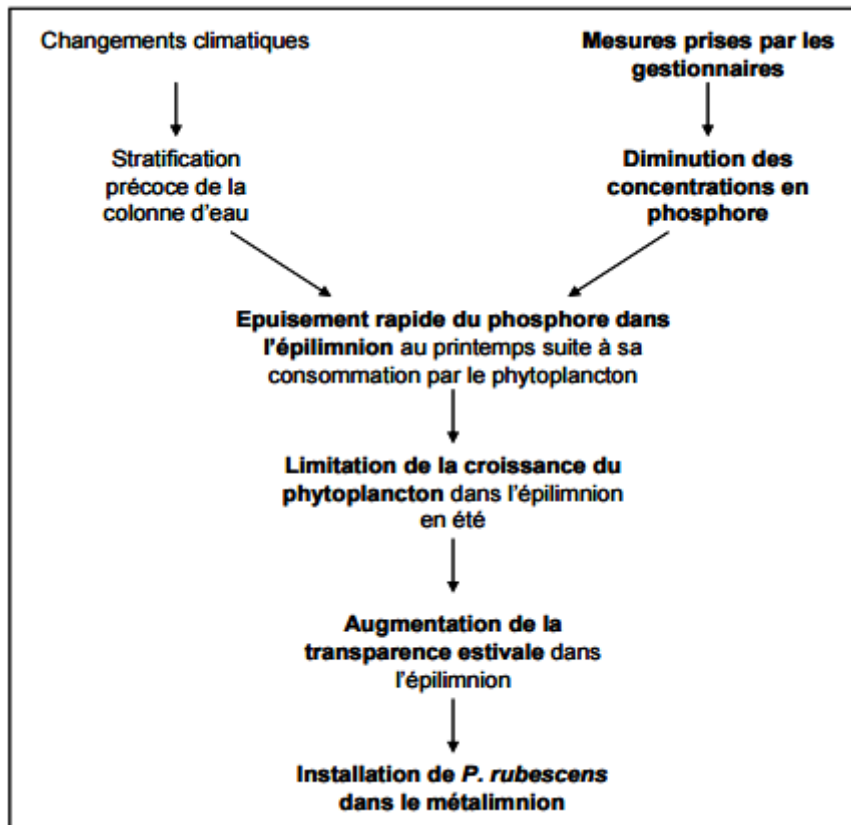 Changements climatiques
Mesures prises par les
gestionnaires
Stratification
précoce de la
colonne d'eau
Diminution des
concentrations en
phosphore
Epuisement rapide du phosphore dans
l'épilimnion au printemps suite à sa
consommation par le phytoplancton
Limitation de la croissance du
phytoplancton dans l'épilimnion
en été
Augmentation de la
transparence estivale dans
l'épilimnion
Installation de P. rubescens
dans le métalimnion